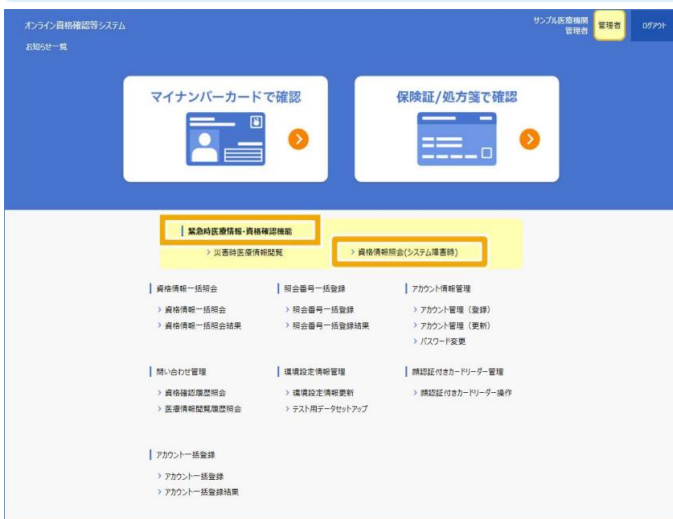 オンライン資格確認等システム
サンプル医療機関
管理者
管理者
ログアウト
お知らせ一覧
マイナンバーカードで確認
保険証/処方箋で確認
緊急時医療情報・資格確認機能
> 災害時医療情報閲覧
> 資格情報照会(システム障害時)
資格情報一括照会
照会番号一括登録
アカウント情報管理
> 資格情報一括照会
> 照会番号一括登録
> アカウント管理(登録)
> 資格情報一括照会結果
> 照会番号一括登録結果
> アカウント管理(更新)
> パスワード変更
問い合わせ管理
環境設定情報管理
顔認証付きカードリーダー管理
> 資格確認履歴照会
> 環境設定情報更新
> 顔認証付きカードリーダー操作
> 医療情報閲覧履歴照会
> テスト用データセットアップ
アカウント一括登録
> アカウント一括登録
> アカウント一括登録結果